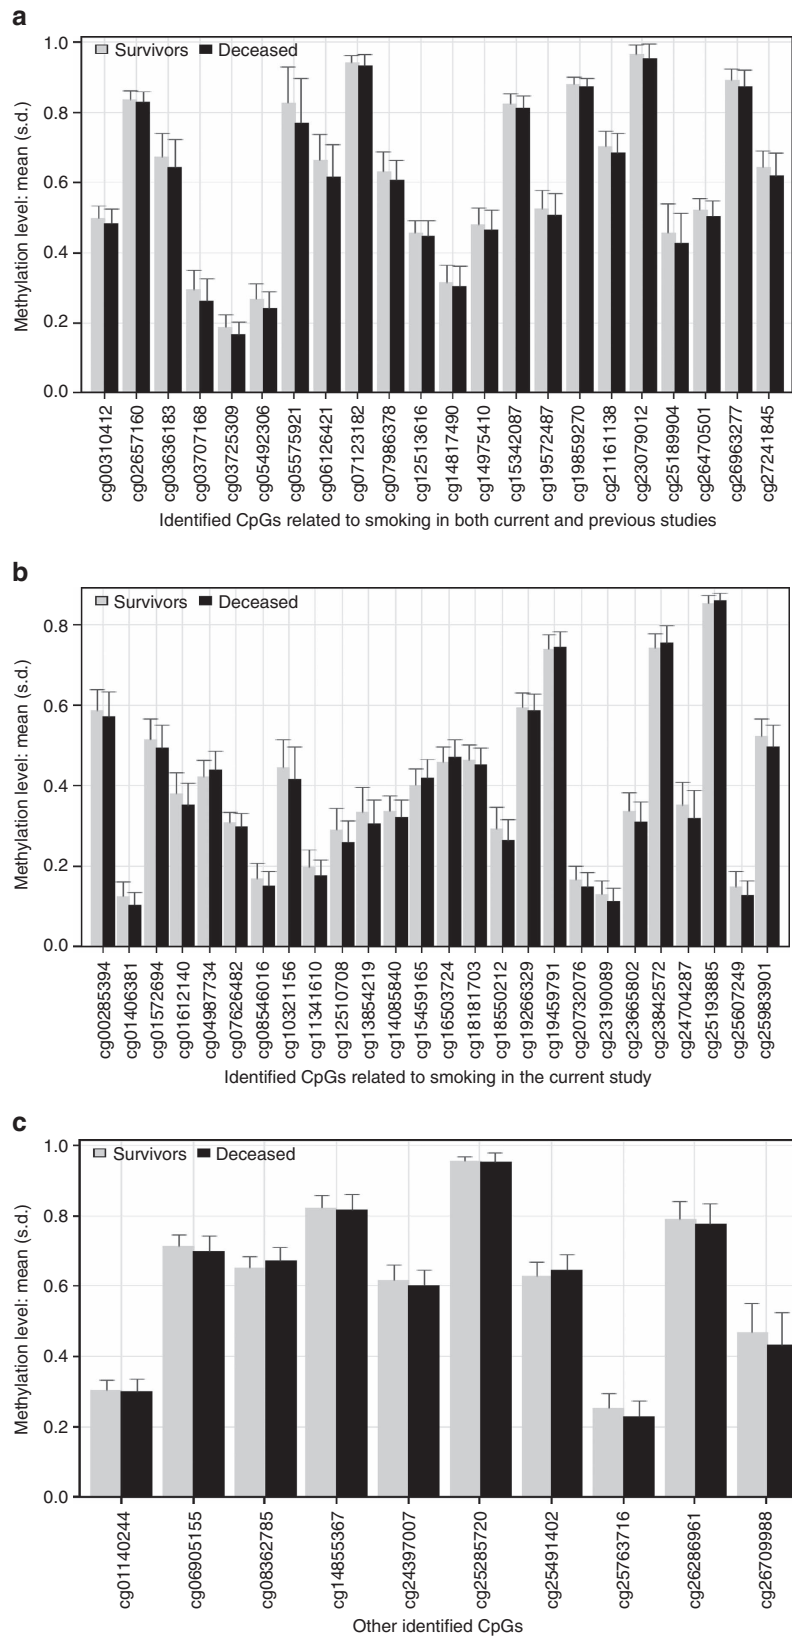 a
Survivors Deceased
Methylation level: mean (s.d.)
1.0
0.8
0.6
0.4
0.2
0.0
cg00310412
cg02657160
cg03636183
cg03707168
cg03725309
cg05492306
cg05575921
cg06126421
cg07123182
cg07986378
cg12513616
cg14817490
cg14975410
cg15342087
cg19572487
cg19859270
cg21161138
cg23079012
cg25189904
cg26470501
cg26963277
cg27241845
Identified CpGs related to smoking in both current and previous studies
b
Survivors Deceased
Methylation level: mean (s.d.)
0.8
0.6
0.4
0.2
0.0
cg00285394
cg01406381
cg01572694
cg01612140
cg04987734
cg07626482
cg08546016
cg10321156
cg11341610
cg12510708
cg13854219
cg14085840
cg15459165
cg16503724
cg18181703
cg18550212
cg19266329
cg19459791
cg20732076
cg23190089
cg23665802
cg23842572
cg24704287
cg25193885
cg25607249
cg25983901
Identified CpGs related to smoking in the current study
c
Survivors Deceased
Methylation level: mean (s.d.)
1.0
0.8
0.6
0.4
0.2
0.0
cg01140244
cg06905155
cg08362785
cg14855367
cg24397007
cg25285720
cg25491402
cg25763716
cg26286961
cg26709988
Other identified CpGs